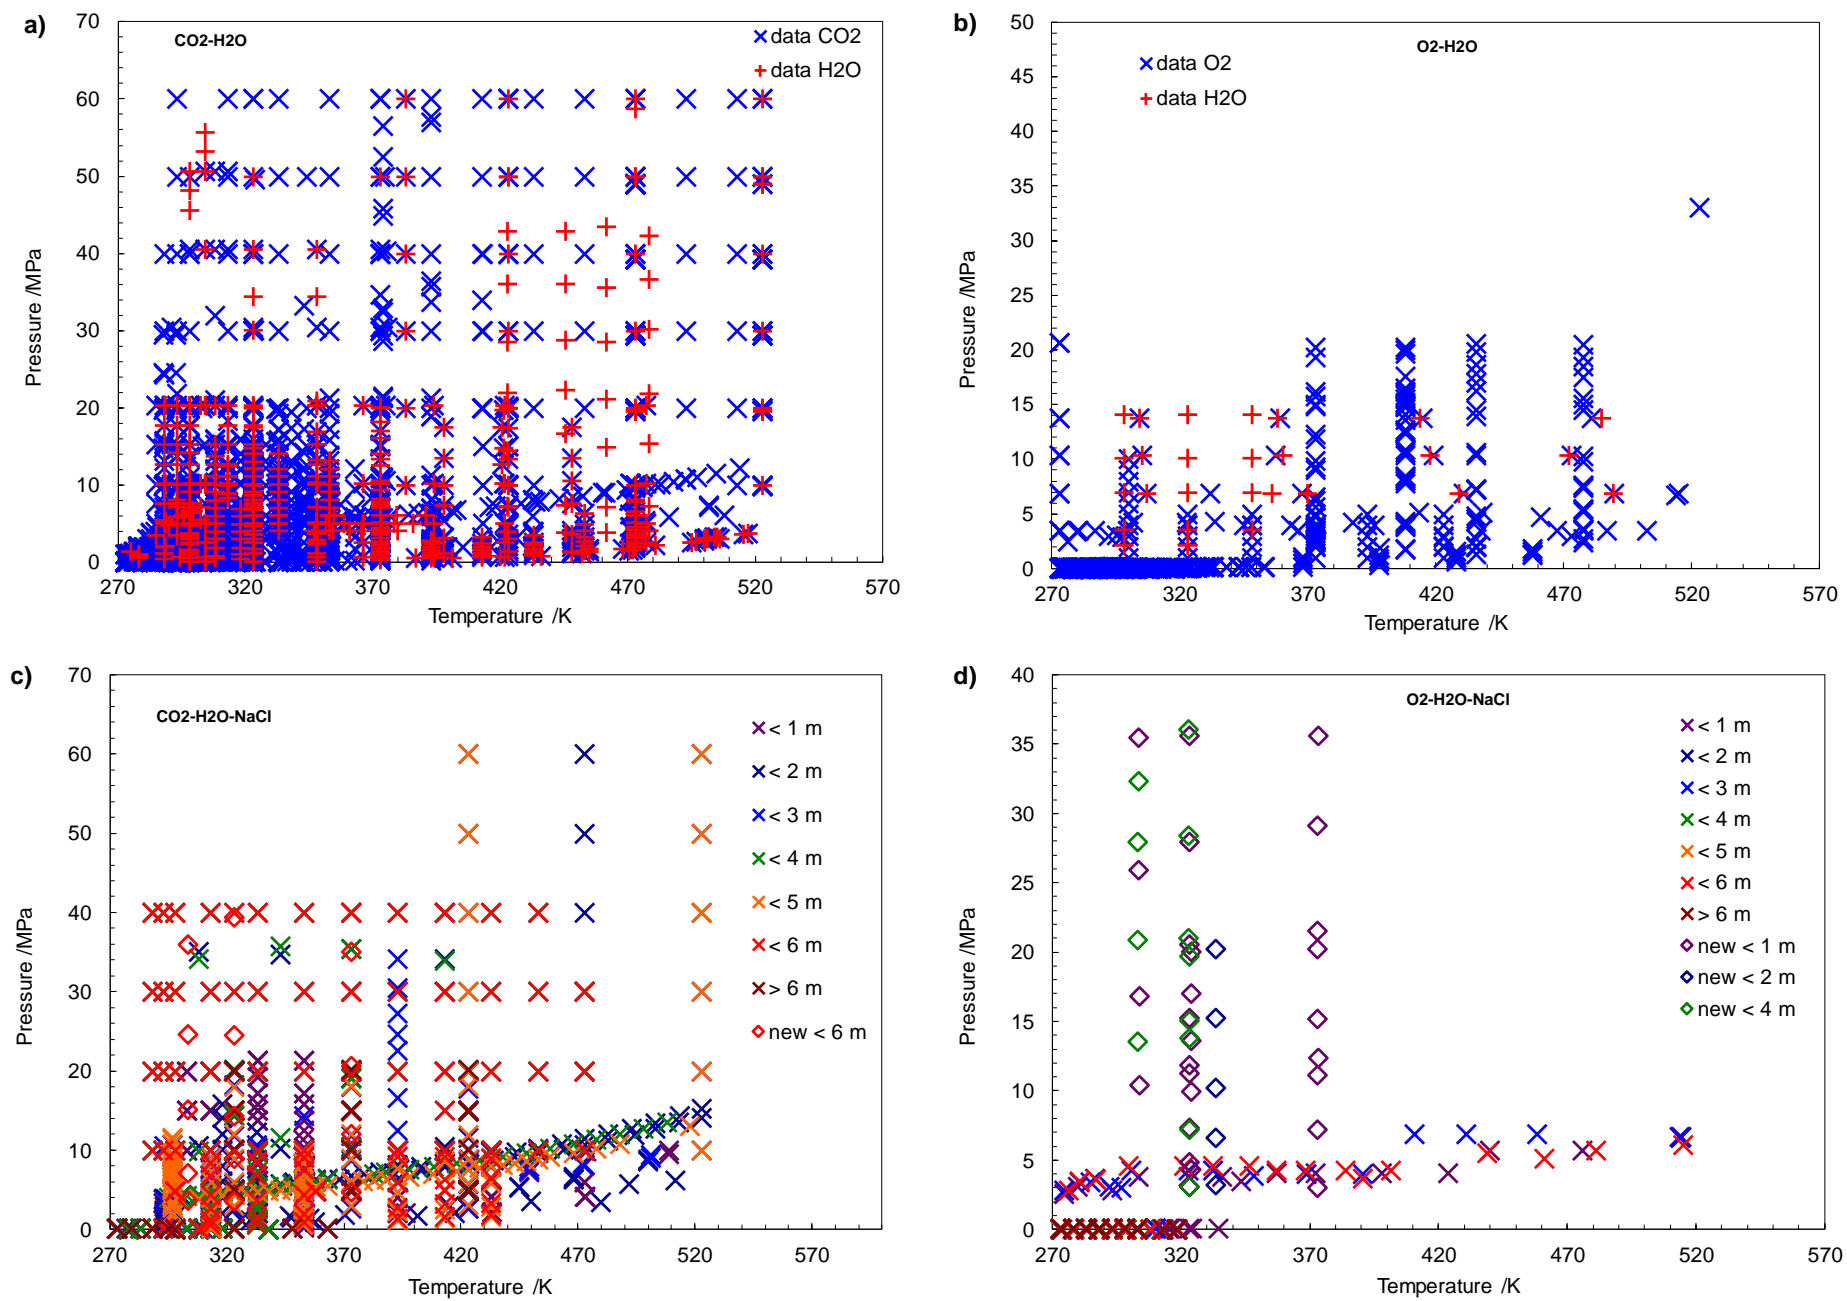 a)
CO2-H2O
data CO2
data H2O
70
60
50
40
30
20
10
0
Pressure /MPa
270 320 370 420 470 520 570
Temperature /K
b)
O2-H2O
data O2
data H2O
50
45
40
35
30
25
20
15
10
5
0
Pressure /MPa
270 320 370 420 470 520 570
Temperature /K
c)
CO2-H2O-NaCl
< 1 m
< 2 m
< 3 m
< 4 m
< 5 m
< 6 m
> 6 m
new < 6 m
70
60
50
40
30
20
10
0
Pressure /MPa
270 320 370 420 470 520 570
Temperature /K
d)
O2-H2O-NaCl
< 1 m
< 2 m
< 3 m
< 4 m
< 5 m
< 6 m
> 6 m
new < 1 m
new < 2 m
new < 4 m
40
35
30
25
20
15
10
5
0
Pressure /MPa
270 320 370 420 470 520 570
Temperature /K